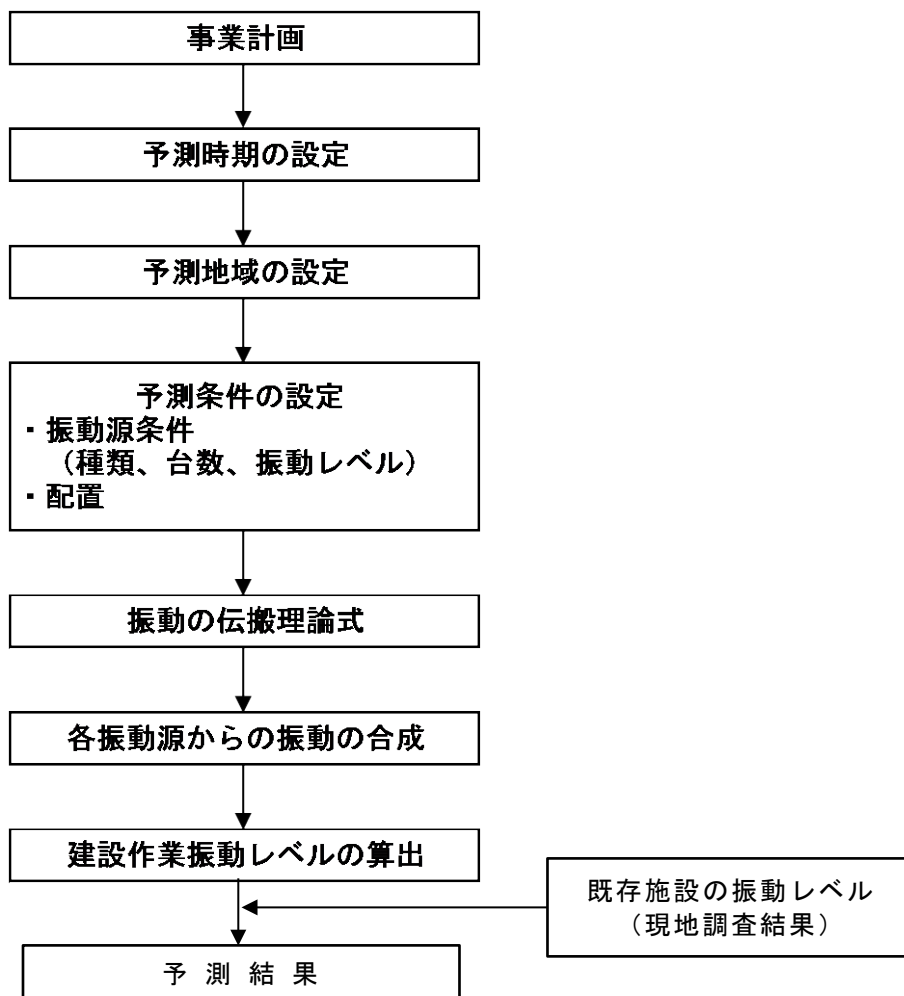 事業計画
予測時期の設定
予測地域の設定
予測条件の設定
・振動源条件
（種類、台数、振動レベル）
・配置
振動の伝搬理論式
各振動源からの振動の合成
建設作業振動レベルの算出
既存施設の振動レベル
（現地調査結果）
予測結果